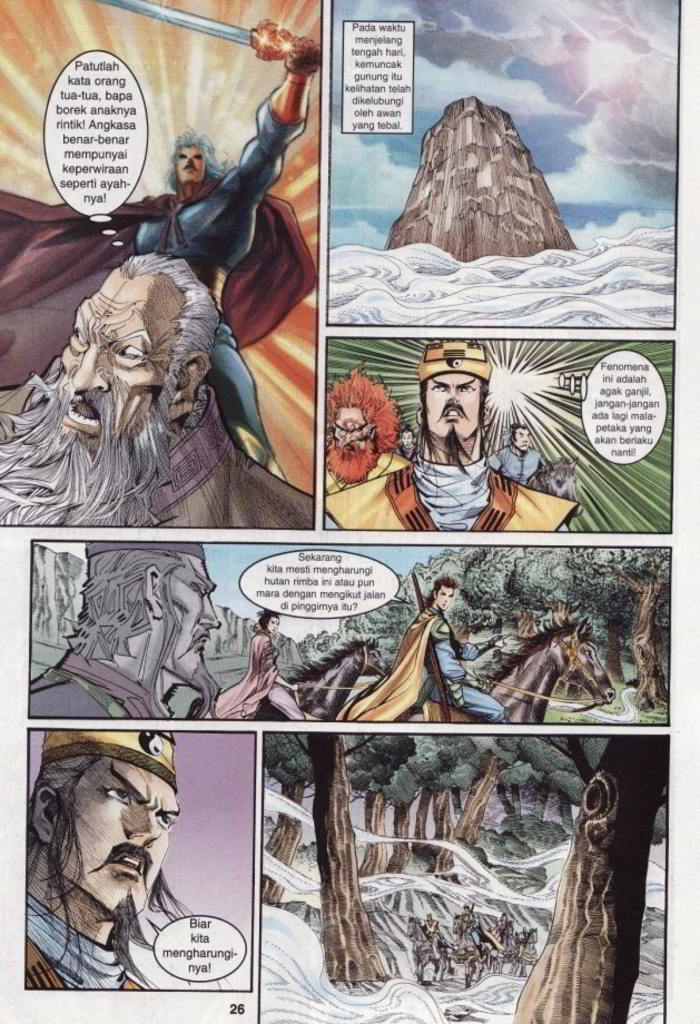 Patutlah
kata orang
tua-tua, bapa
borek anaknya
rintik! Angkasa
benar-benar
mempunyai
keperwiraan
seperti ayah-
nya!
Pada waktu
menjelang
tengah hari,
kemuncak
gunung itu
kelihatan telah
dikelubungi
oleh awan
yang tebal.
Fenomena
ini adalah
agak ganjil,
jangan-jangan
ada lagi mala-
petaka yang
akan berlaku
nanti!
Sekarang
kita mesti mengharungi
hutan rimba ini atau pun
mara dengan mengikut jalan
di pinggirnya itu?
Biar
kita
mengharungi-
nya!
26